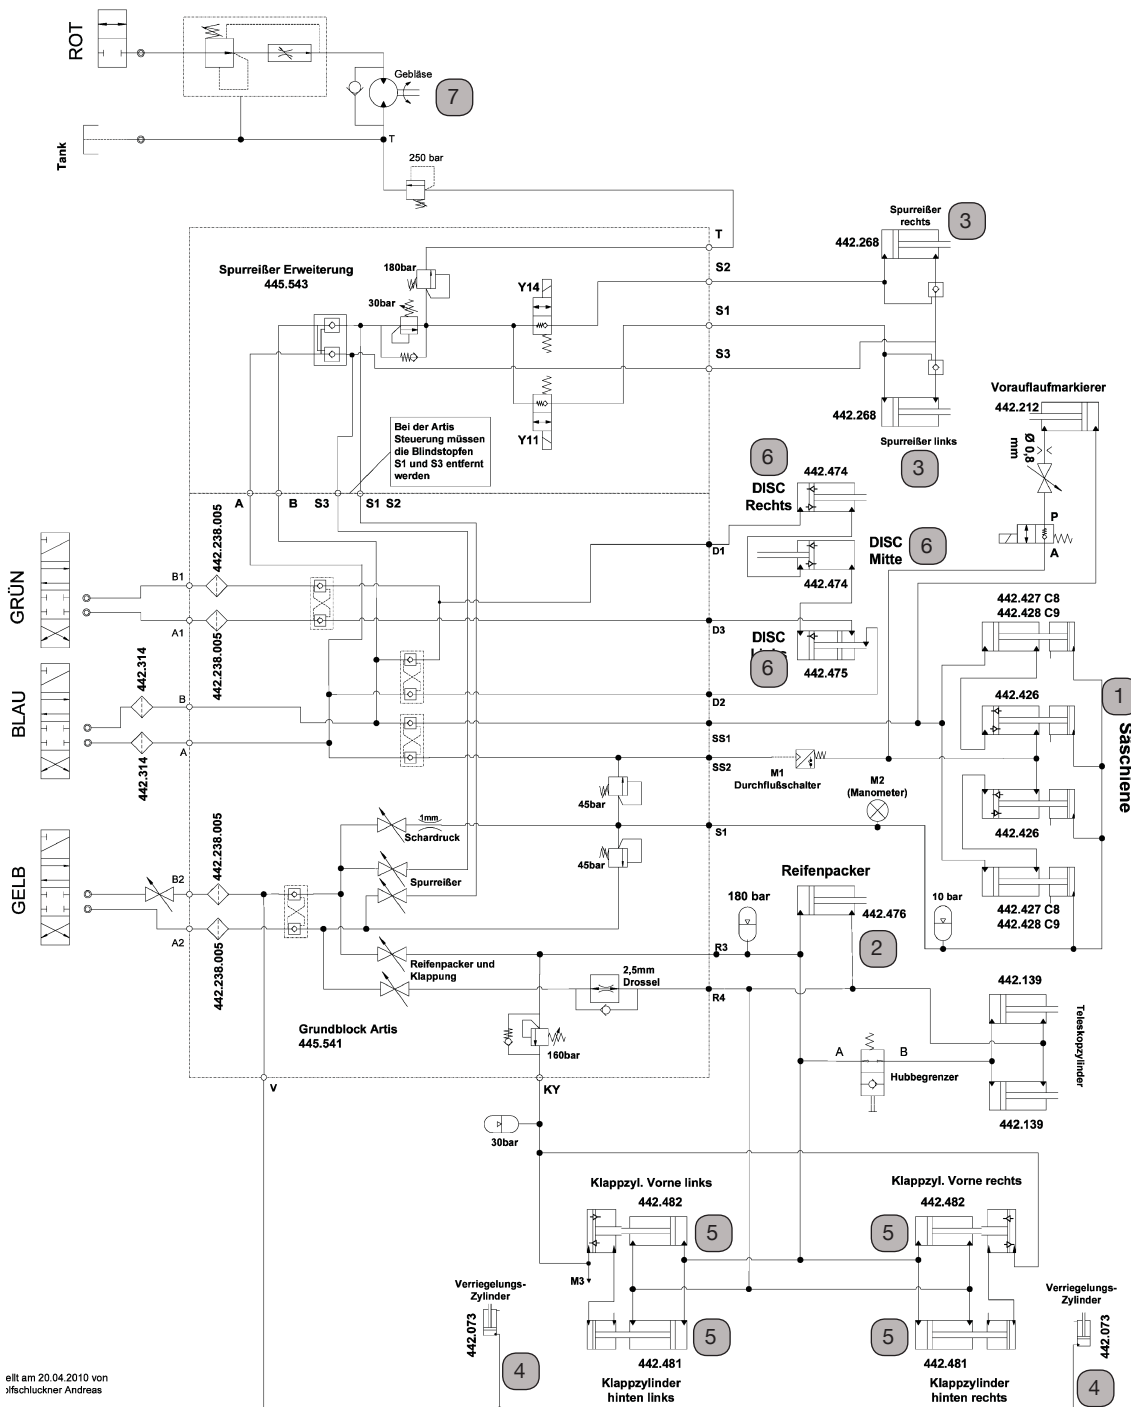 ROT
Gebläse
7
Tank
T
250 bar
T
Spurreißer
rechts
3
442.268
S2
Spurreißer Erweiterung
445.543
180bar
30bar
Y14
S1
S3
Y11
442.268
Spurreißer links
3
Vorauflaufmarkierer
442.212
Ø 0,8
mm
P
A
Bei der Artis
Steuerung müssen
die Blindstopfen
S1 und S3 entfernt
werden
A
B
S3
S1 S2
6
DISC
Rechts
442.474
D1
DISC
Mitte
6
442.474
GRÜN
B1
A1
442.238.005
442.238.005
D3
DISC
6
442.475
D2
442.427 C8
442.428 C9
BLAU
442.314
442.314
B
A
SS1
SS2
442.426
1
Saschiene
M1
Durchflußschalter
M2
(Manometer)
442.426
45bar
1mm
Schardruck
S1
45bar
Spurreißer
GELB
B2
A2
442.238.005
442.238.005
Reifenpacker
180 bar
442.476
2
10 bar
442.427 C8
442.428 C9
R3
Reifenpacker und
Klappung
2,5mm
Drossel
R4
442.139
Teleskopzylinder
Grundblock Artis
445.541
160bar
A
B
Hubbegrenzer
442.139
V
KY
30bar
Klappzyl. Vorne links
442.482
5
Klappzyl. Vorne rechts
442.482
5
M3
Verriegelungs-
Zylinder
442.073
4
5
442.481
Klappzylinder
hinten links
5
442.481
Klappzylinder
hinten rechts
Verriegelungs-
Zylinder
442.073
4
ellt am 20.04.2010 von
olfschluckner Andreas